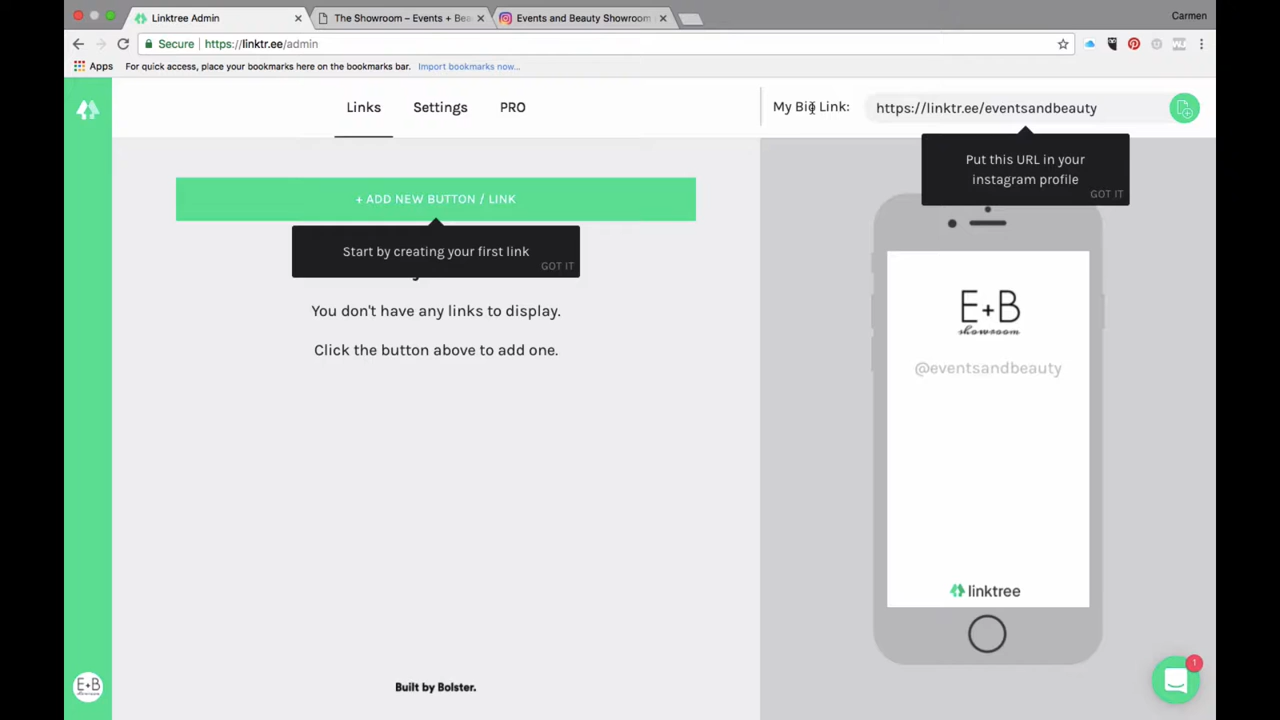 Linktree Admin
The Showroom – Events + Bea
Events and Beauty Showroom
Carmen
Secure
https://linktr.ee/admin
Apps
For quick access, place your bookmarks here on the bookmarks bar.
Import bookmarks now...
Links
Settings
PRO
My Big Link:
https://linktr.ee/eventsandbeauty
Put this URL in your
instagram profile
GOT IT
+ ADD NEW BUTTON / LINK
Start by creating your first link
GOT IT
You don't have any links to display.
Click the button above to add one.
E+B
showroom
@eventsandbeauty
linktree
Built by Bolster.
E+B
showroom
1